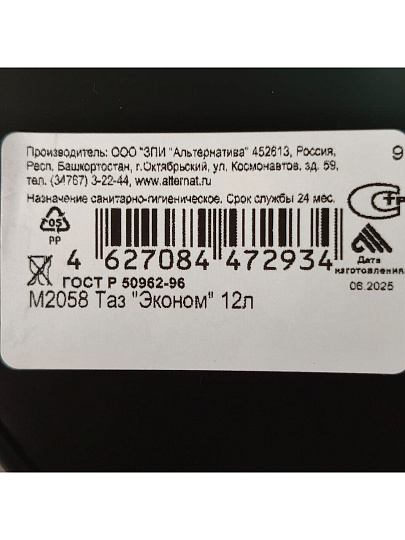 Производитель: ООО "ЗПИ "Альтернатива" 452613, Россия,
Респ. Башкортостан, г.Октябрьский, ул. Космонавтов, зд. 59,
тел. (34767) 3-22-44, www.alternat.ru
9
Назначение санитарно-гигиеническое. Срок службы 24 мес.
05
PP
4 627084 472934
Дата
изготовления
06.2025
ГОСТ Р 50962-96
М2058 Таз "Эконом" 12л